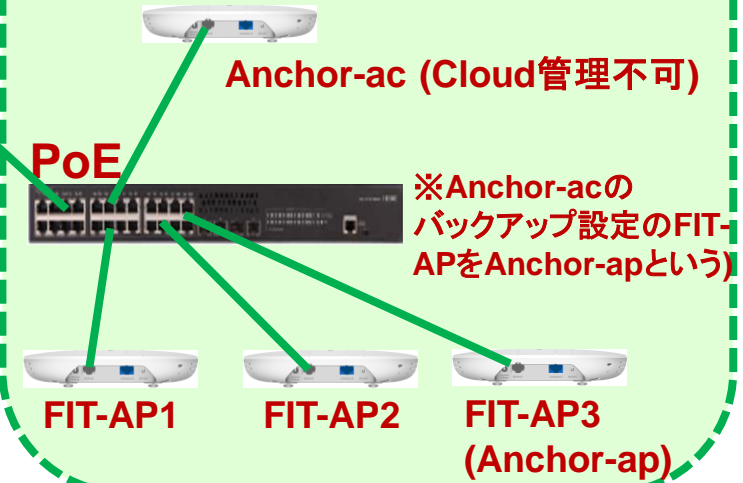 Anchor-ac (Cloud管理不可)
PoE
※Anchor-acの
バックアップ設定のFIT-
APをAnchor-apという)
FIT-AP1
FIT-AP2
FIT-AP3
(Anchor-ap)